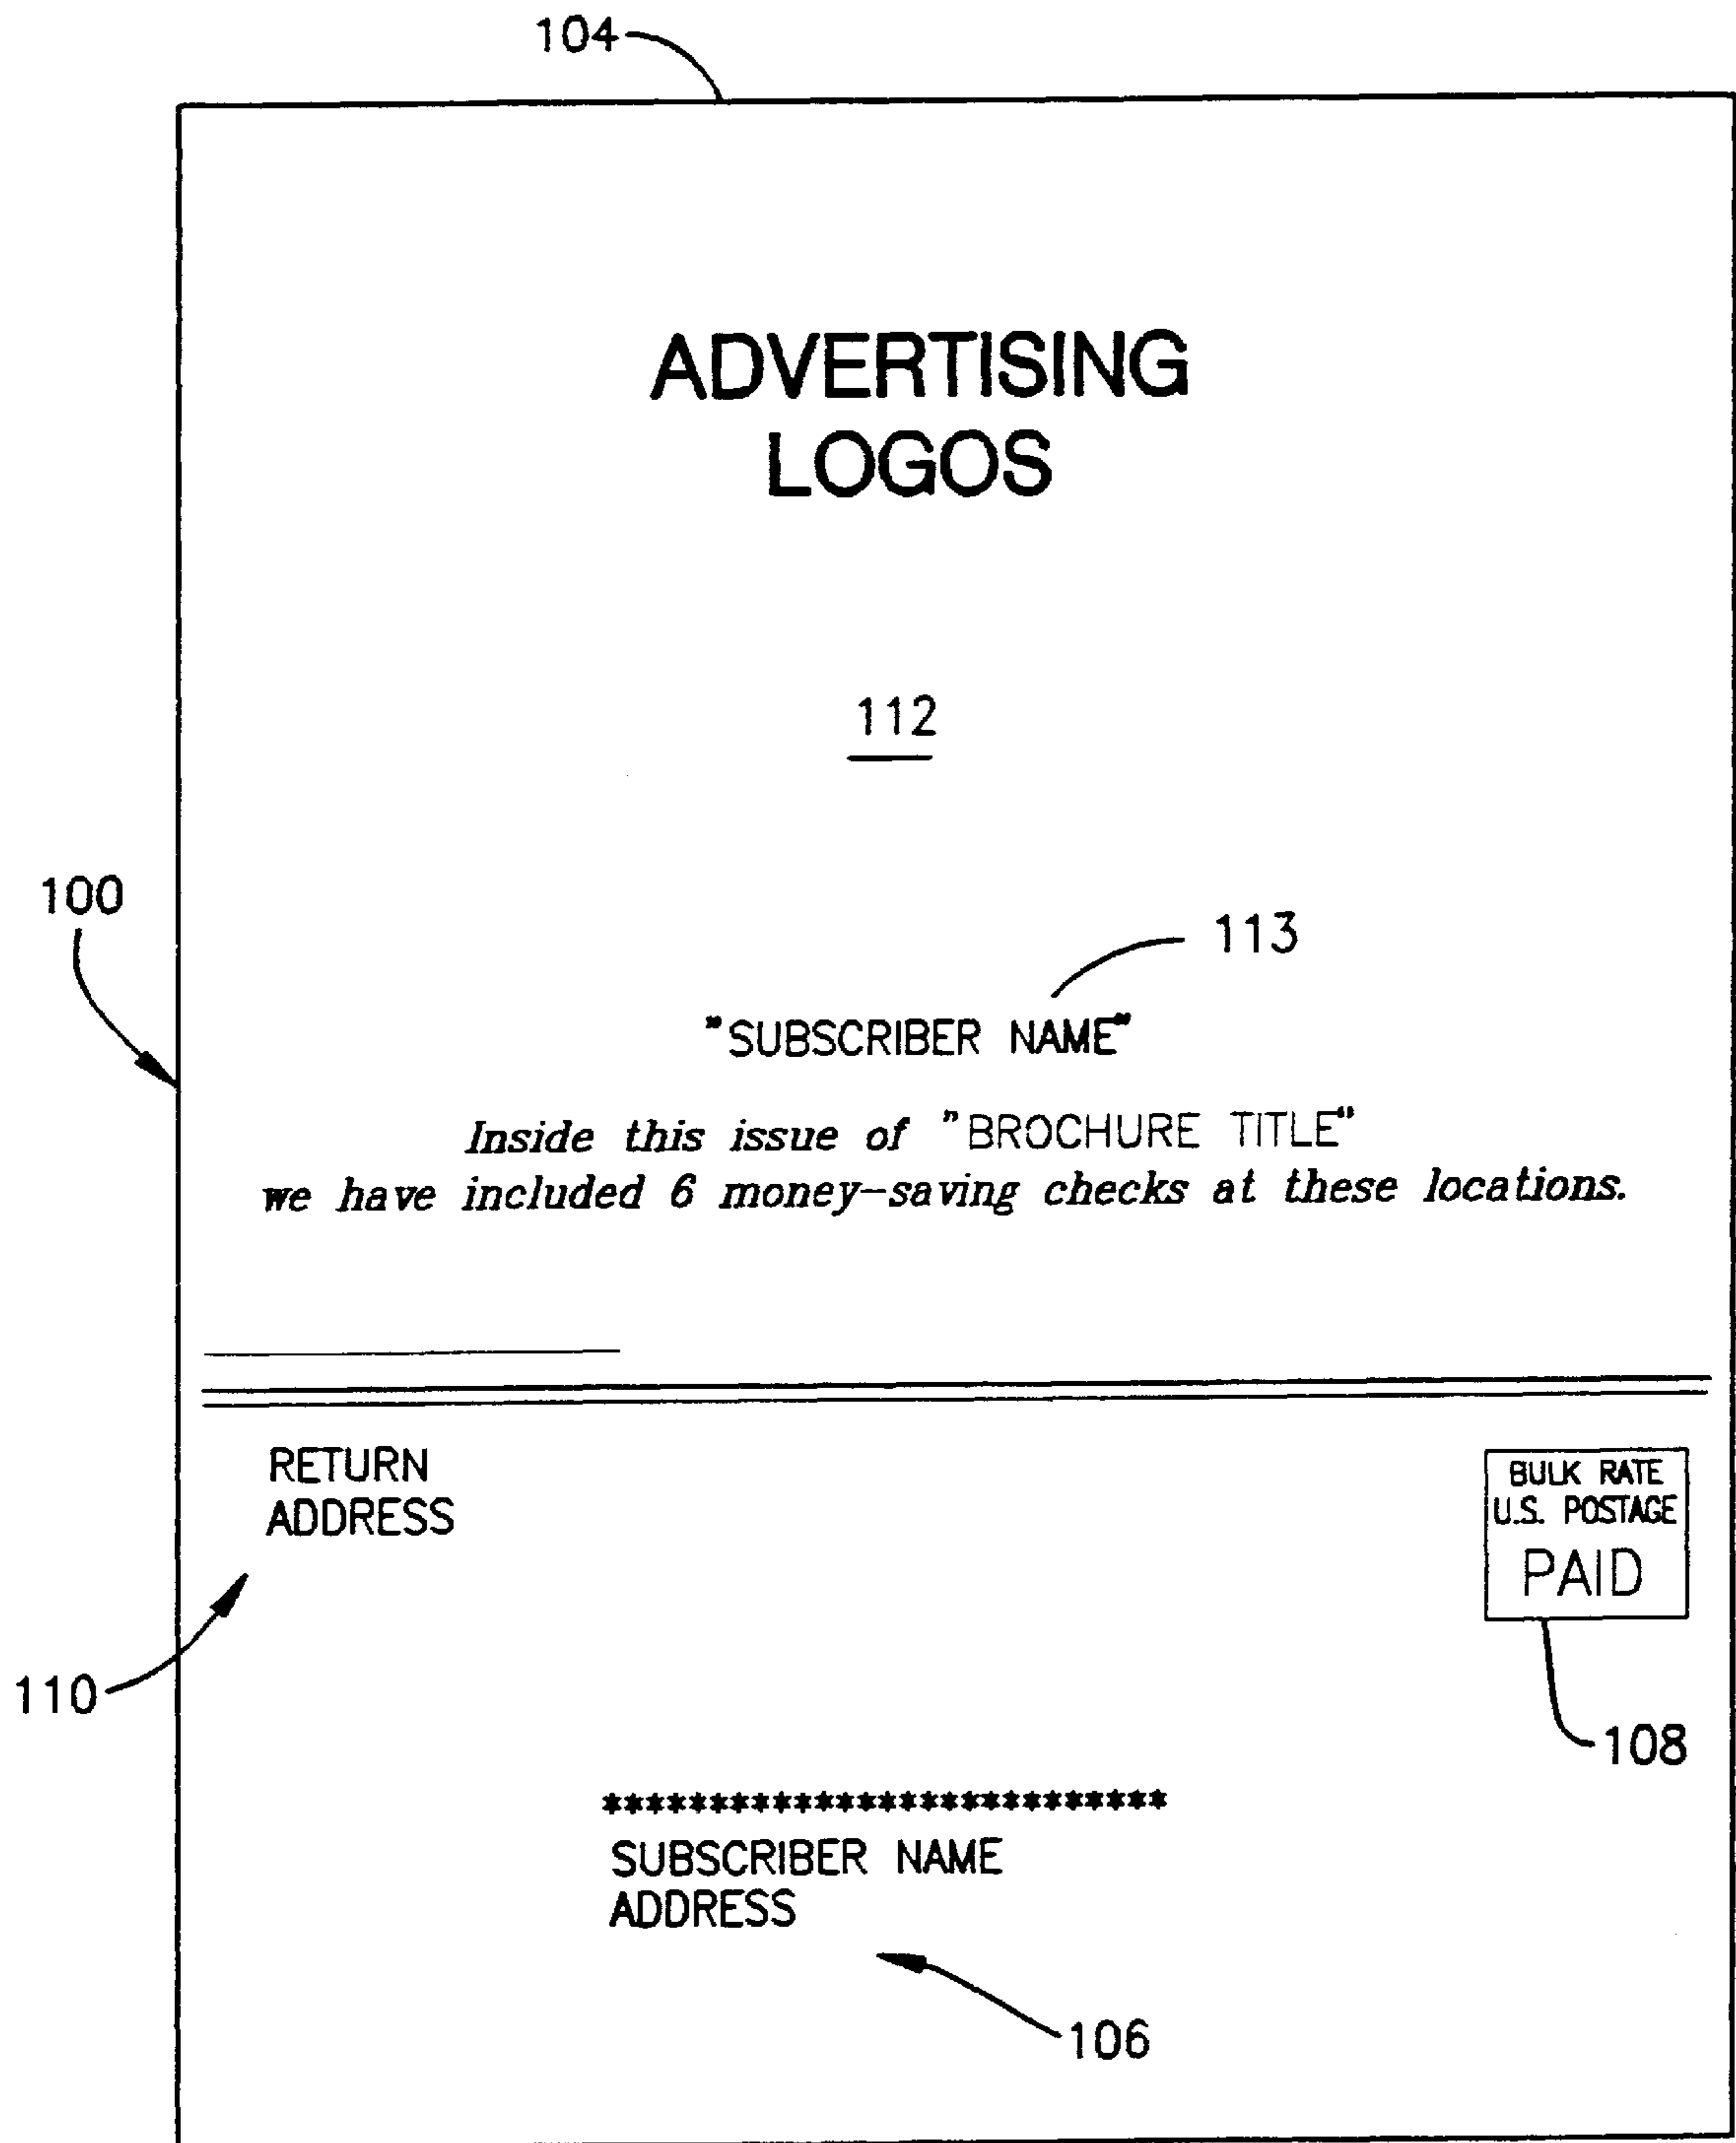 104
ADVERTISING
LOGOS
112
100
113
"SUBSCRIBER NAME"
Inside this issue of "BROCHURE TITLE"
we have included 6 money-saving checks at these locations.
RETURN
ADDRESS
BULK RATE
U.S. POSTAGE
PAID
110
108
***************************
SUBSCRIBER NAME
ADDRESS
106